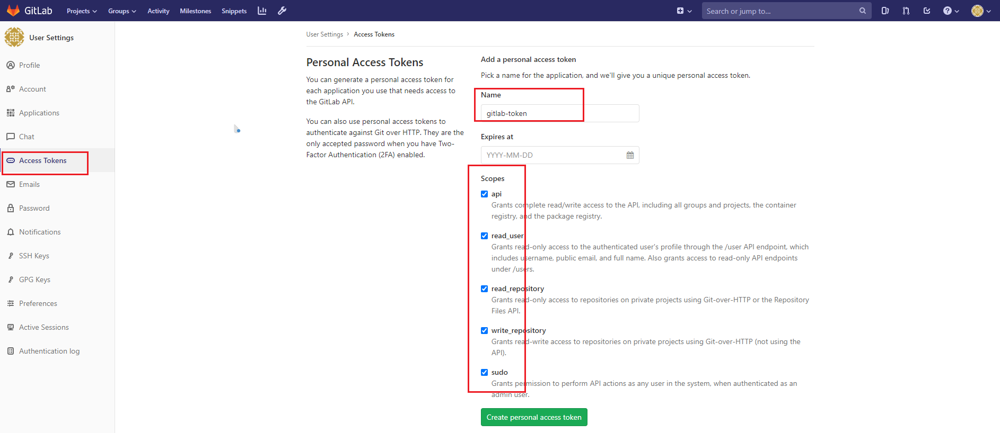 GitLab Projects Groups Activity Milestones Snippets Search or jump to...
User Settings
Profile
Account
Applications
Chat
Access Tokens
Emails
Password
Notifications
SSH Keys
GPG Keys
Preferences
Active Sessions
Authentication log
User Settings › Access Tokens
Personal Access Tokens
You can generate a personal access token for
each application you use that needs access to
the GitLab API.
You can also use personal access tokens to
authenticate against Git over HTTP. They are the
only accepted password when you have Two-
Factor Authentication (2FA) enabled.
Add a personal access token
Pick a name for the application, and we'll give you a unique personal access token.
Name
gitlab-token
Expires at
YYYY-MM-DD
Scopes
api
Grants complete read/write access to the API, including all groups and projects, the container
registry, and the package registry.
read_user
Grants read-only access to the authenticated user's profile through the /user API endpoint, which
includes username, public email, and full name. Also grants access to read-only API endpoints
under /users.
read_repository
Grants read-only access to repositories on private projects using Git-over-HTTP or the Repository
Files API.
write_repository
Grants read-write access to repositories on private projects using Git-over-HTTP (not using the
API).
sudo
Grants permission to perform API actions as any user in the system, when authenticated as an
admin user.
Create personal access token